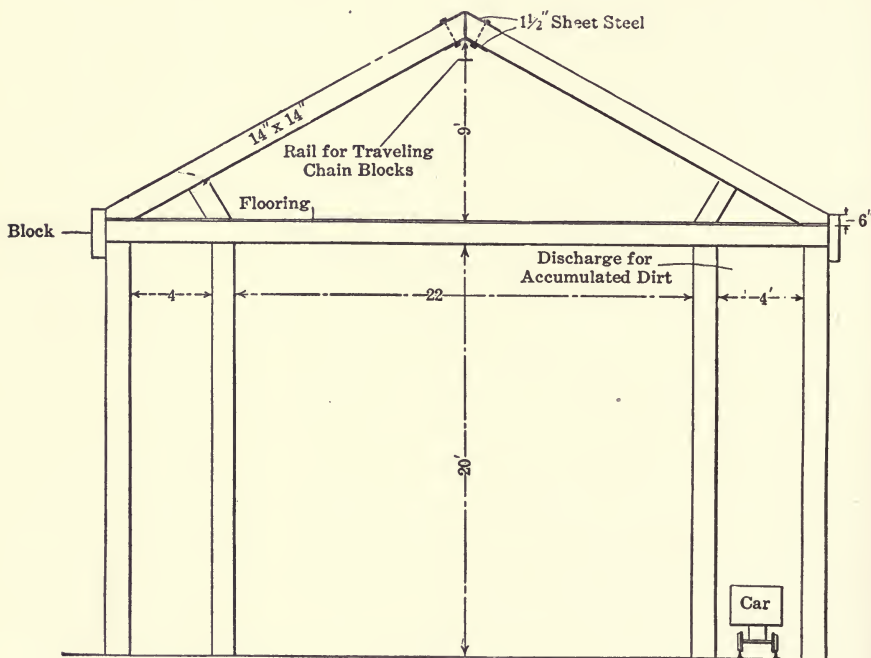 1½" Sheet Steel
14" x 14"
9'
Rail for Traveling
Chain Blocks
Flooring
Block
6"
Discharge for
Accumulated Dirt
4
22
4'
20'
Car